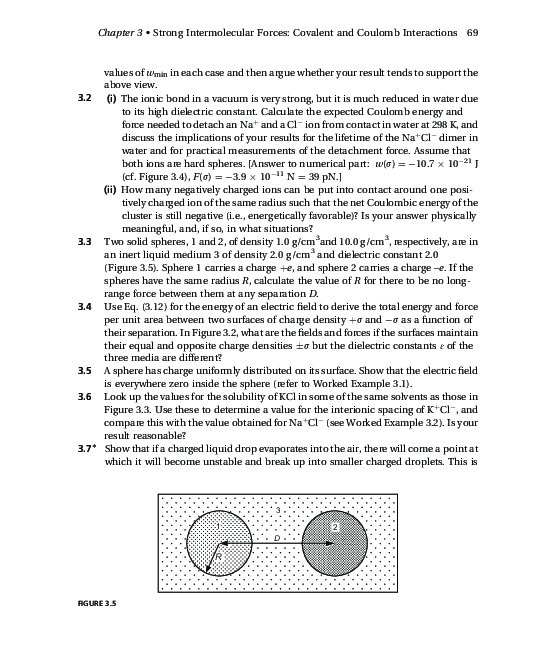 Chapter 3 • Strong Intermolecular Forces: Covalent and Coulomb Interactions 69
values of wmin in each case and then argue whether your result tends to support the
above view.
3.2 (i) The ionic bond in a vacuum is very strong, but it is much reduced in water due
to its high dielectric constant. Calculate the expected Coulomb energy and
force needed to detach an Na⁺ and a Cl⁻ ion from contact in water at 298 K, and
discuss the implications of your results for the lifetime of the Na⁺Cl⁻ dimer in
water and for practical measurements of the detachment force. Assume that
both ions are hard spheres. [Answer to numerical part: w(σ) = −10.7 × 10⁻²¹ J
(cf. Figure 3.4), F(σ) = −3.9 × 10⁻¹¹ N = 39 pN.]
(ii) How many negatively charged ions can be put into contact around one posi-
tively charged ion of the same radius such that the net Coulombic energy of the
cluster is still negative (i.e., energetically favorable)? Is your answer physically
meaningful, and, if so, in what situations?
3.3 Two solid spheres, 1 and 2, of density 1.0 g/cm³and 10.0 g/cm³, respectively, are in
an inert liquid medium 3 of density 2.0 g/cm³ and dielectric constant 2.0
(Figure 3.5). Sphere 1 carries a charge +e, and sphere 2 carries a charge –e. If the
spheres have the same radius R, calculate the value of R for there to be no long-
range force between them at any separation D.
3.4 Use Eq. (3.12) for the energy of an electric field to derive the total energy and force
per unit area between two surfaces of charge density +σ and −σ as a function of
their separation. In Figure 3.2, what are the fields and forces if the surfaces maintain
their equal and opposite charge densities ±σ but the dielectric constants ε of the
three media are different?
3.5 A sphere has charge uniformly distributed on its surface. Show that the electric field
is everywhere zero inside the sphere (refer to Worked Example 3.1).
3.6 Look up the values for the solubility of KCl in some of the same solvents as those in
Figure 3.3. Use these to determine a value for the interionic spacing of K⁺Cl⁻, and
compare this with the value obtained for Na⁺Cl⁻ (see Worked Example 3.2). Is your
result reasonable?
3.7* Show that if a charged liquid drop evaporates into the air, there will come a point at
which it will become unstable and break up into smaller charged droplets. This is
3
1
2
D
R
FIGURE 3.5